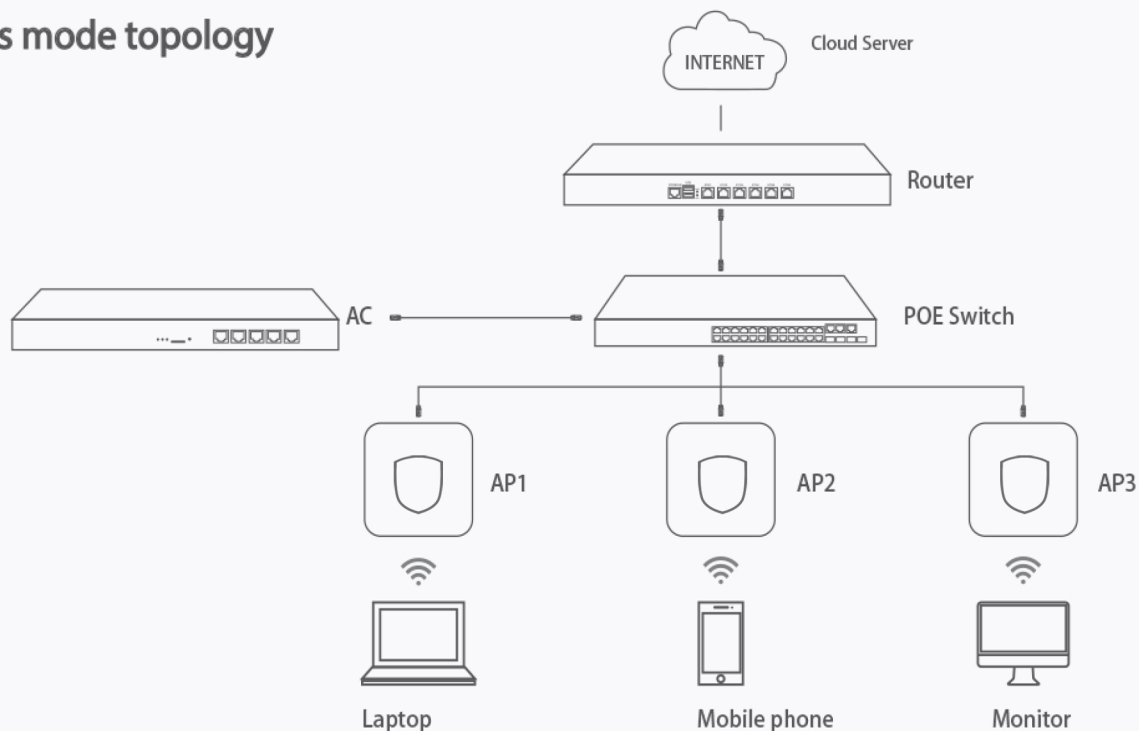 s mode topology
INTERNET
Cloud Server
Router
AC
POE Switch
AP1
AP2
AP3
Laptop
Mobile phone
Monitor